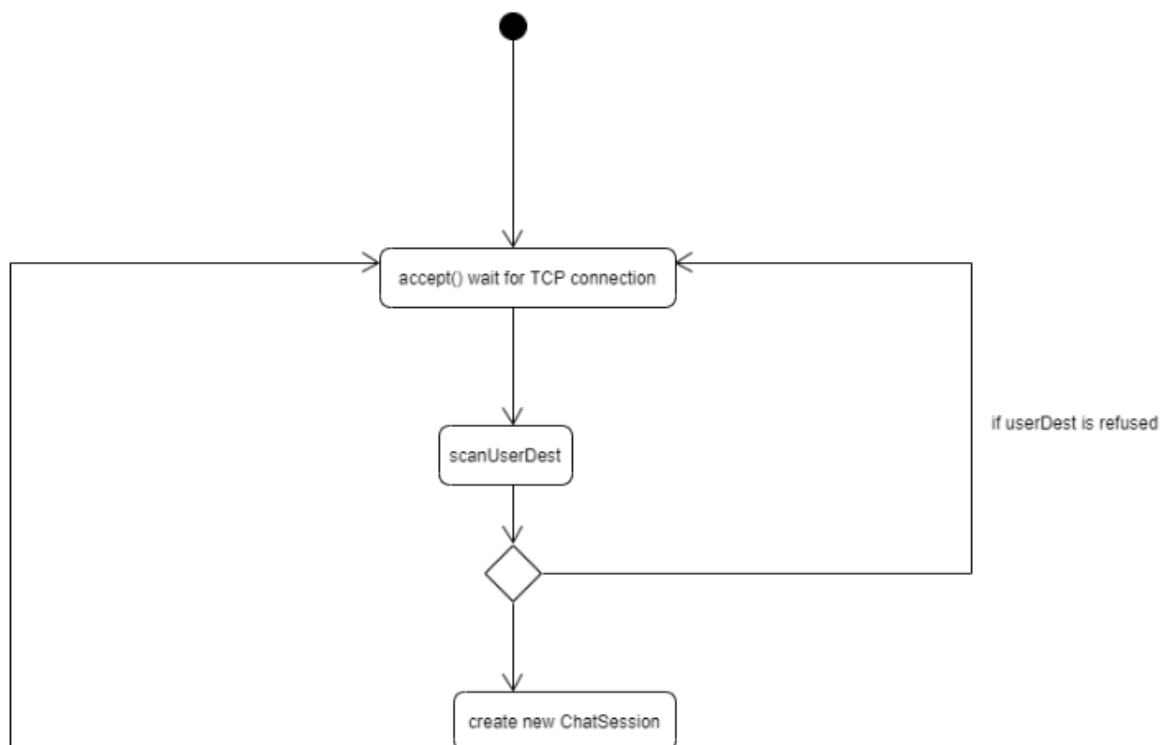 accept() wait for TCP connection
if userDest is refused
scanUserDest
create new ChatSession